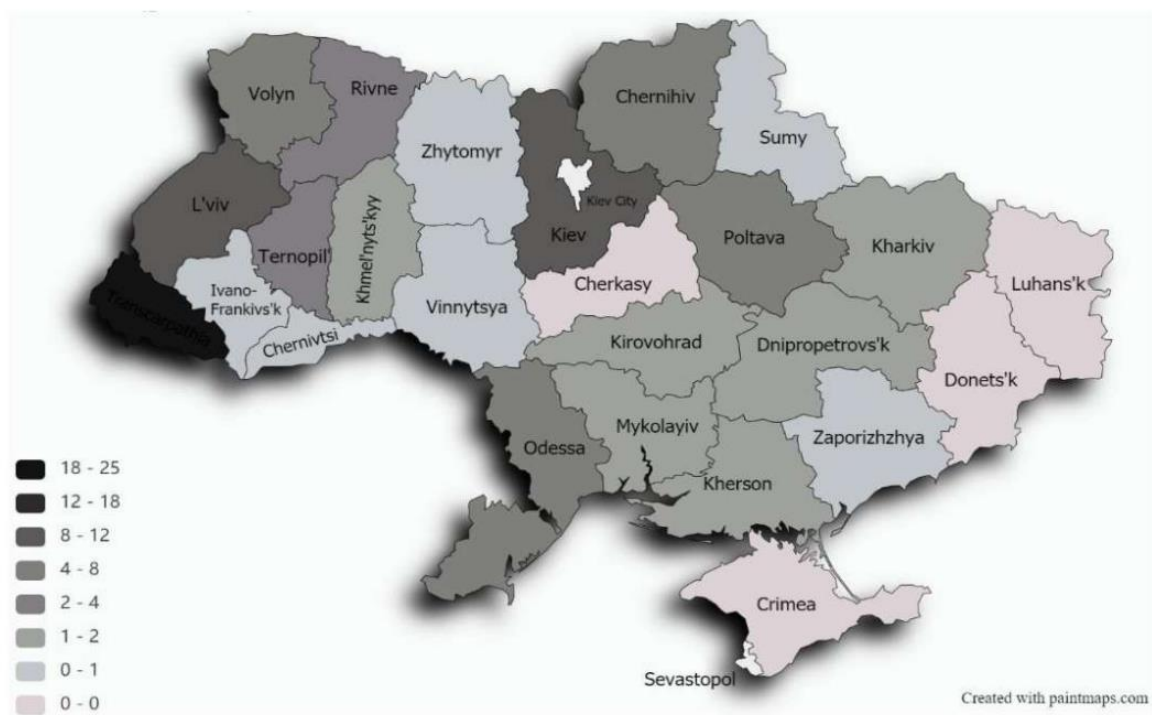 Volyn
Rivne
Chernihiv
Zhytomyr
Sumy
L'viv
Kiev City
Kiev
Ternopil'
Khmel'nyts'kyy
Poltava
Kharkiv
Cherkasy
Luhans'k
Transcarpathia
Ivano-
Frankivs'k
Vinnytsya
Chernivtsi
Kirovohrad
Dnipropetrovs'k
Donets'k
Mykolayiv
Zaporizhzhya
Odessa
Kherson
Crimea
Sevastopol
18 - 25
12 - 18
8 - 12
4 - 8
2 - 4
1 - 2
0 - 1
0 - 0
Created with paintmaps.com